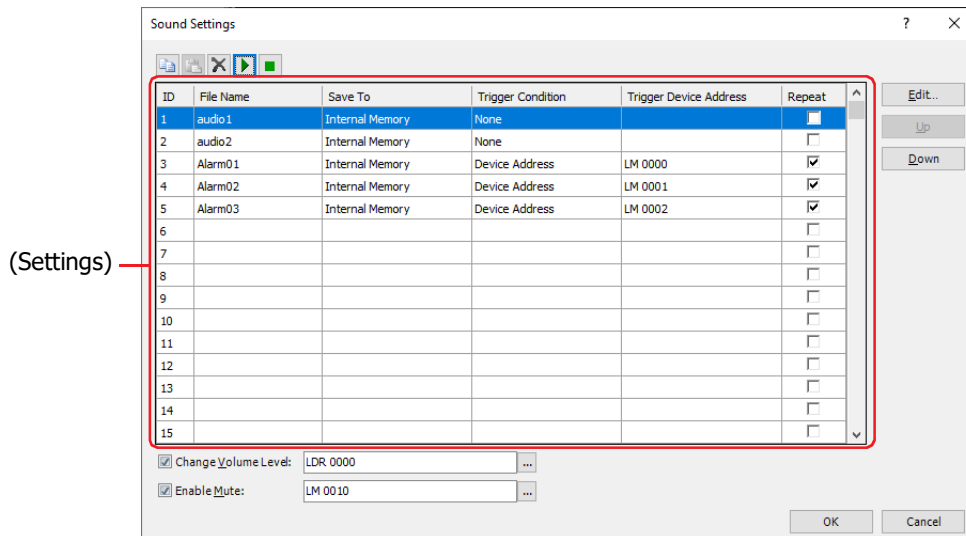 Sound Settings ? ×
ID File Name Save To Trigger Condition Trigger Device Address Repeat
1 audio1 Internal Memory None
2 audio2 Internal Memory None
3 Alarm01 Internal Memory Device Address LM 0000
4 Alarm02 Internal Memory Device Address LM 0001
5 Alarm03 Internal Memory Device Address LM 0002
6
7
8
9
10
11
12
13
14
15
Edit...
Up
Down
(Settings)
Change Volume Level: LDR 0000 ...
Enable Mute: LM 0010 ...
OK Cancel